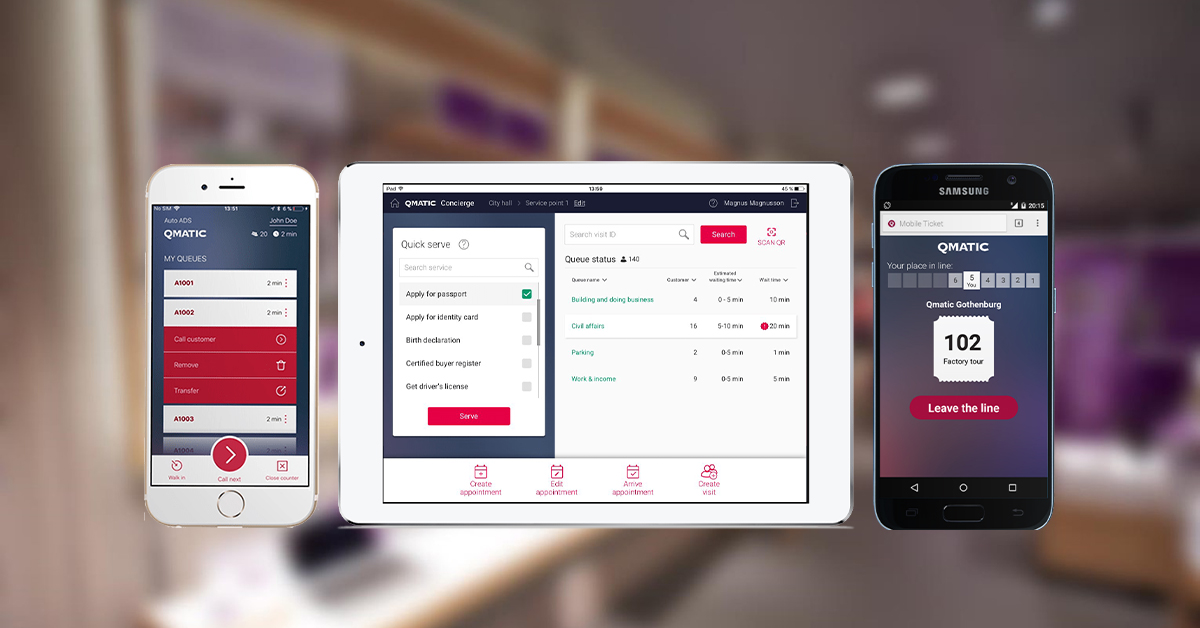 No SIM
13:51
6 %
Auto ADS
John Doe
QMATIC
20
2 min
MY QUEUES
A1001
2 min
A1002
2 min
Call customer
Remove
Transfer
A1003
2 min
A1004
Walk in
Call next
Close counter
iPad
13:59
45 %
QMATIC Concierge
City hall > Service point 1 Edit
Magnus Magnusson
Quick serve ?
Search service
Apply for passport
Apply for identity card
Birth declaration
Certified buyer register
Get driver's license
Serve
Search visit ID
Search
SCAN QR
Queue status 140
Queue name
Customer
Estimated
waiting time
Wait time
Building and doing business 4 0 - 5 min 10 min
Civil affairs 16 5-10 min 20 min
Parking 2 0-5 min 1 min
Work & income 9 0-5 min 5 min
Create
appointment
Edit
appointment
Arrive
appointment
Create
visit
SAMSUNG
20:15
Mobile Ticket
4
QMATIC
Your place in line:
6 5 4 3 2 1
You
Qmatic Gothenburg
102
Factory tour
Leave the line